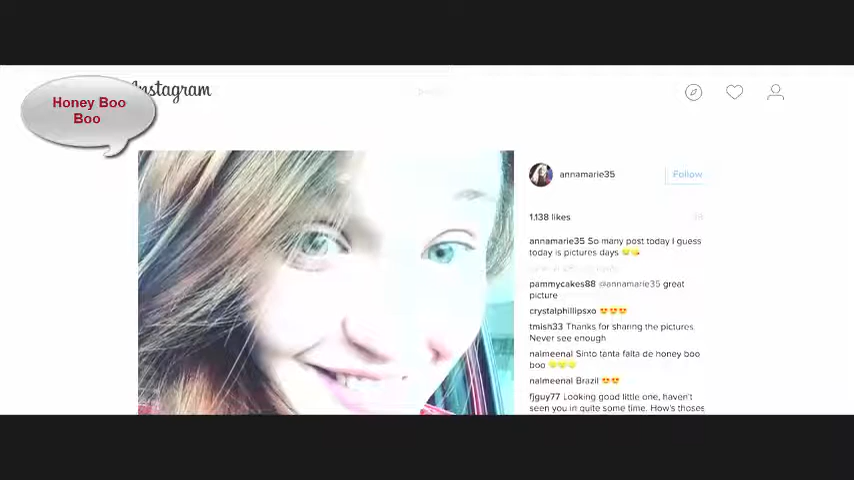 Honey Boo
Boo
Instagram
annamarie35
Follow
1,138 likes
annamarie35 So many post today I guess
today is pictures days 😢😋
pammycakes88 @annamarie35 great
picture
crystalphillipsxo 😍😍😍
tmish33 Thanks for sharing the pictures.
Never see enough
nalmeenal Sinto tanta falta de honey boo
boo 😢😢😢
nalmeenal Brazil 😍😍
fjguy77 Looking good little one, haven't
seen you in quite some time. How's thoses